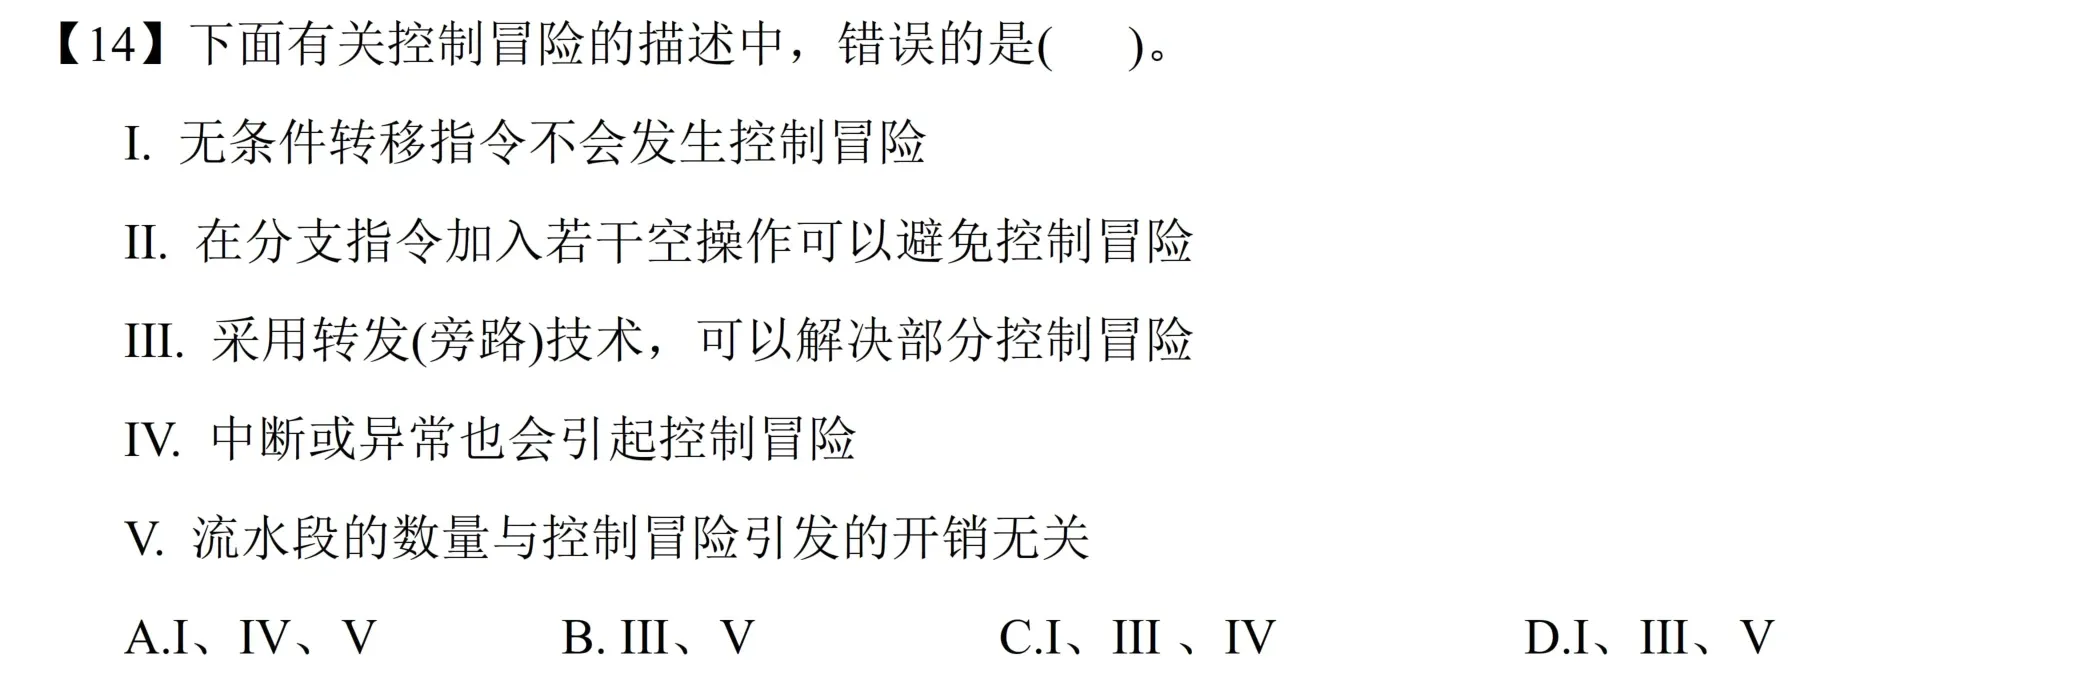 【14】下面有关控制冒险的描述中，错误的是(　　)。
I. 无条件转移指令不会发生控制冒险
II. 在分支指令加入若干空操作可以避免控制冒险
III. 采用转发(旁路)技术，可以解决部分控制冒险
IV. 中断或异常也会引起控制冒险
V. 流水段的数量与控制冒险引发的开销无关
A.I、IV、V B. III、V C.I、III 、IV D.I、III、V